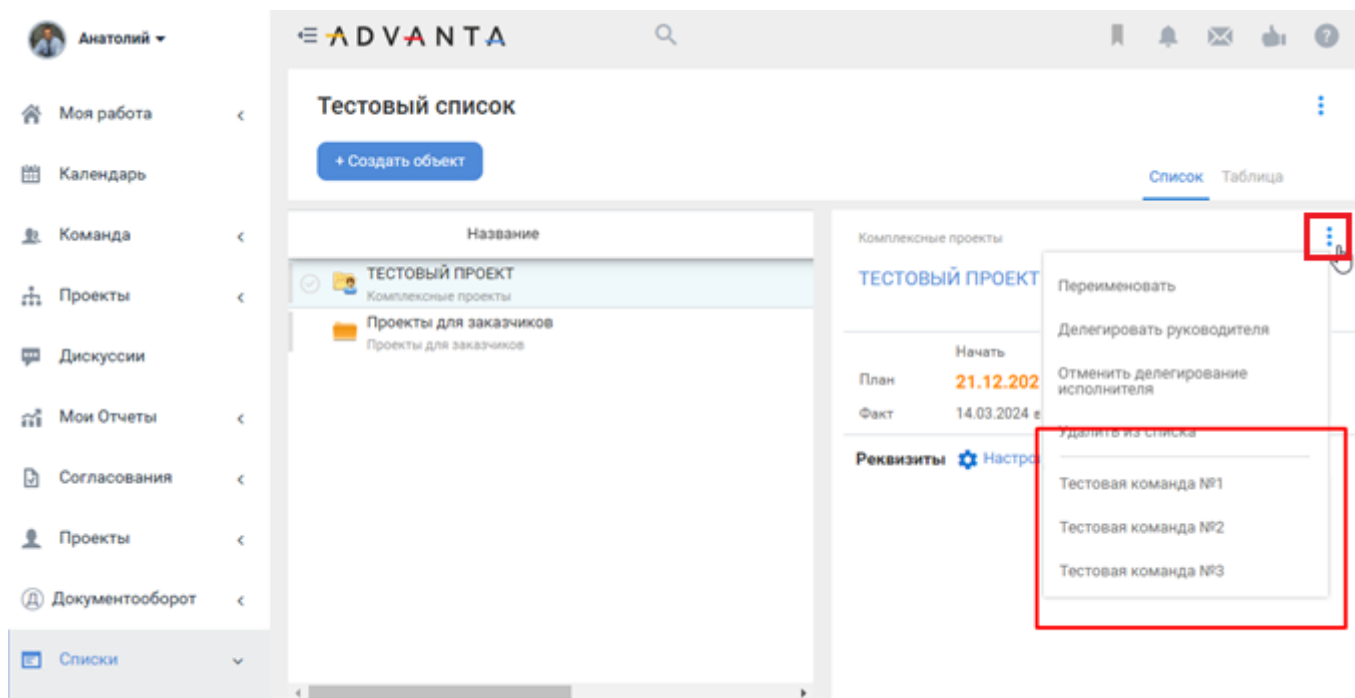 Анатолий
ADVANTA
Моя работа
Календарь
Команда
Проекты
Дискуссии
Мои Отчеты
Согласования
Проекты
Документооборот
Списки
Тестовый список
+ Создать объект
Список Таблица
Название
ТЕСТОВЫЙ ПРОЕКТ
Комплексные проекты
Проекты для заказчиков
Проекты для заказчиков
Комплексные проекты
ТЕСТОВЫЙ ПРОЕКТ
Начать
План 21.12.202
Факт 14.03.2024 в
Реквизиты Настро
Переименовать
Делегировать руководителя
Отменить делегирование
исполнителя
Удалить из списка
Тестовая команда №1
Тестовая команда №2
Тестовая команда №3